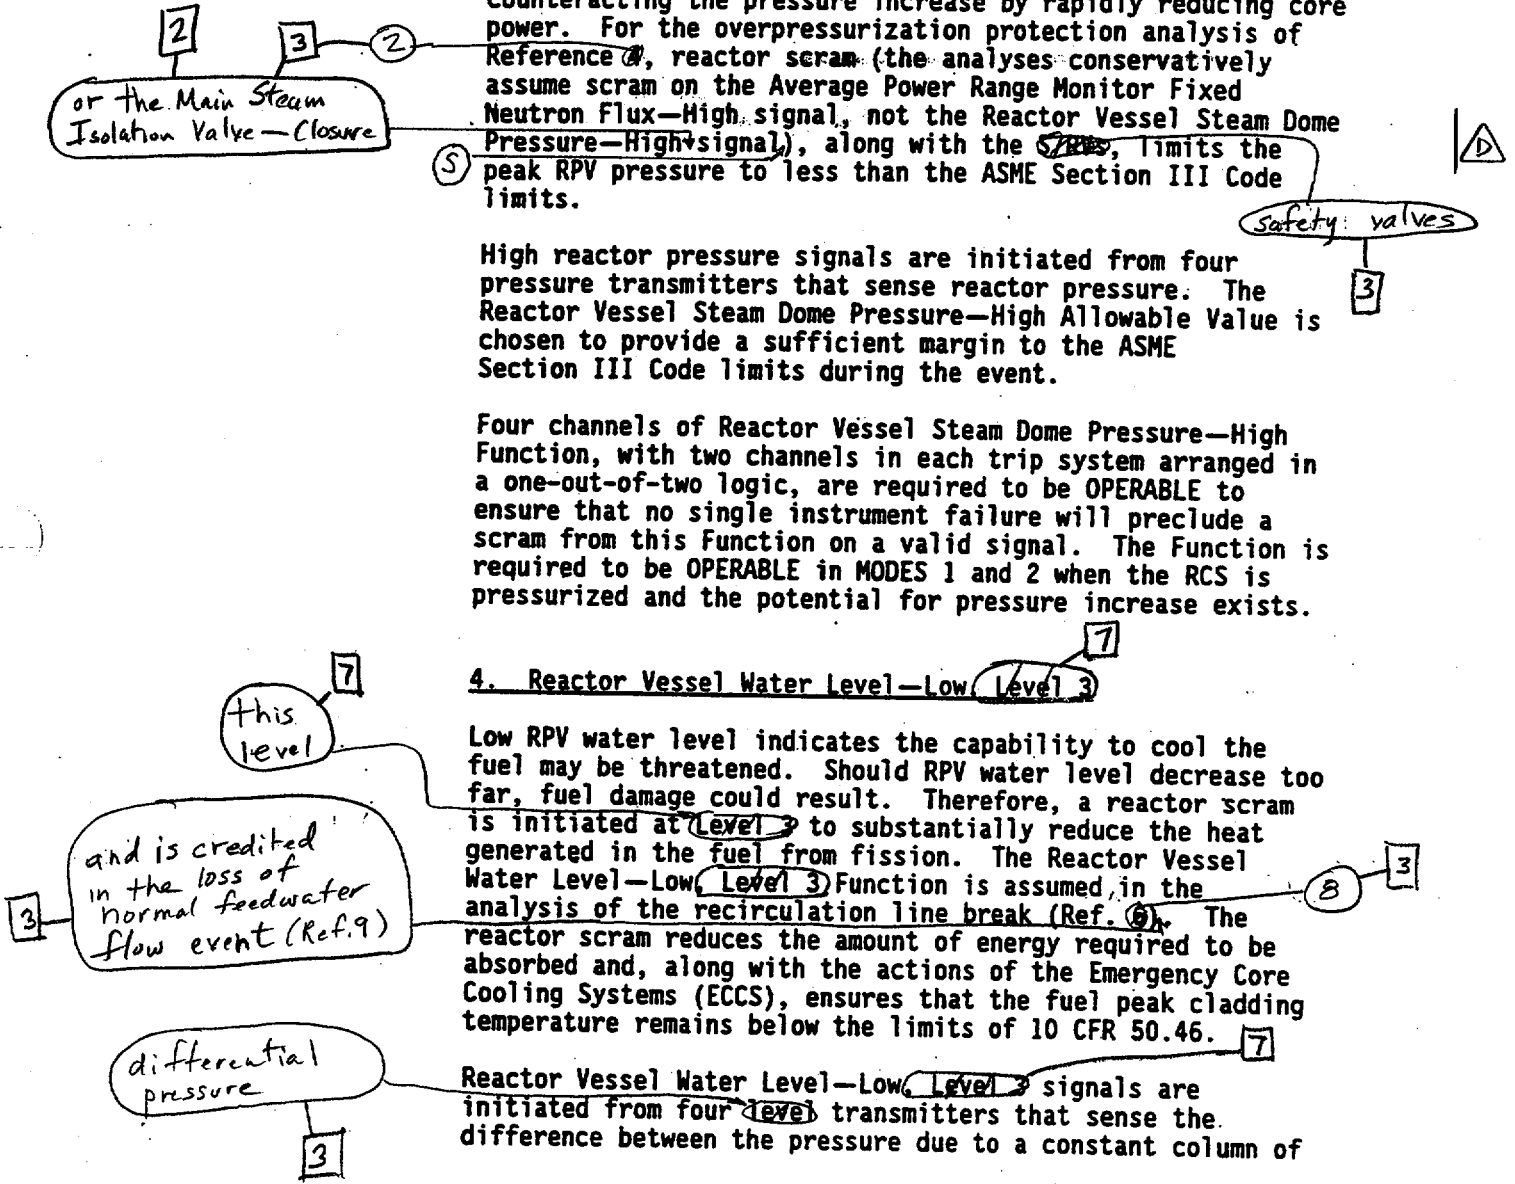 counteracting the pressure increase by rapidly reducing core
2
3
2
power. For the overpressurization protection analysis of
Reference , reactor scram (the analyses conservatively
assume scram on the Average Power Range Monitor Fixed
or the Main Steam
Isolation Valve—Closure
Neutron Flux—High signal, not the Reactor Vessel Steam Dome
Pressure—High signal), along with the S/RVs, limits the
D
S
peak RPV pressure to less than the ASME Section III Code
limits.
safety valves
3
High reactor pressure signals are initiated from four
pressure transmitters that sense reactor pressure. The
Reactor Vessel Steam Dome Pressure—High Allowable Value is
chosen to provide a sufficient margin to the ASME
Section III Code limits during the event.
Four channels of Reactor Vessel Steam Dome Pressure—High
Function, with two channels in each trip system arranged in
a one-out-of-two logic, are required to be OPERABLE to
ensure that no single instrument failure will preclude a
scram from this Function on a valid signal. The Function is
required to be OPERABLE in MODES 1 and 2 when the RCS is
pressurized and the potential for pressure increase exists.
7
4. Reactor Vessel Water Level—Low, Level 3
7
this
level
Low RPV water level indicates the capability to cool the
fuel may be threatened. Should RPV water level decrease too
far, fuel damage could result. Therefore, a reactor scram
is initiated at Level 3 to substantially reduce the heat
generated in the fuel from fission. The Reactor Vessel
Water Level—Low, Level 3 Function is assumed in the
8
3
analysis of the recirculation line break (Ref. ). The
and is credited
in the loss of
normal feedwater
flow event (Ref. 9)
3
reactor scram reduces the amount of energy required to be
absorbed and, along with the actions of the Emergency Core
Cooling Systems (ECCS), ensures that the fuel peak cladding
temperature remains below the limits of 10 CFR 50.46.
7
differential
pressure
3
Reactor Vessel Water Level—Low, Level 3 signals are
initiated from four level transmitters that sense the
difference between the pressure due to a constant column of